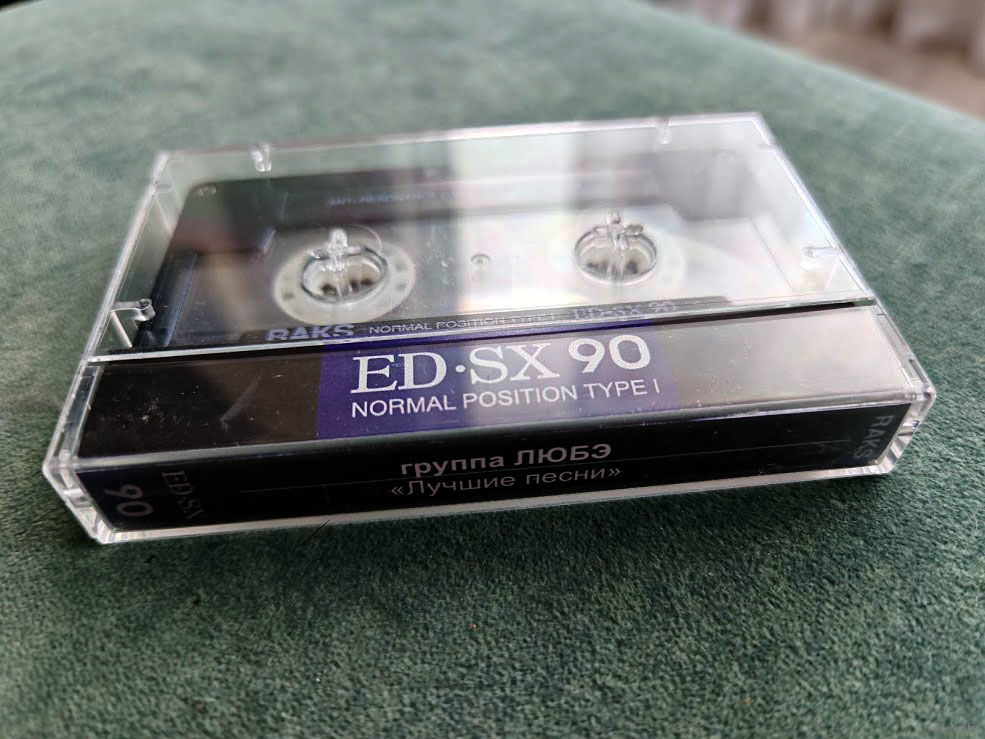 RAKS NORMAL POSITION TYPE I ED-SX 90
ED·SX 90
NORMAL POSITION TYPE I
группа ЛЮБЭ
«Лучшие песни»
90 ED·SX
RAKS